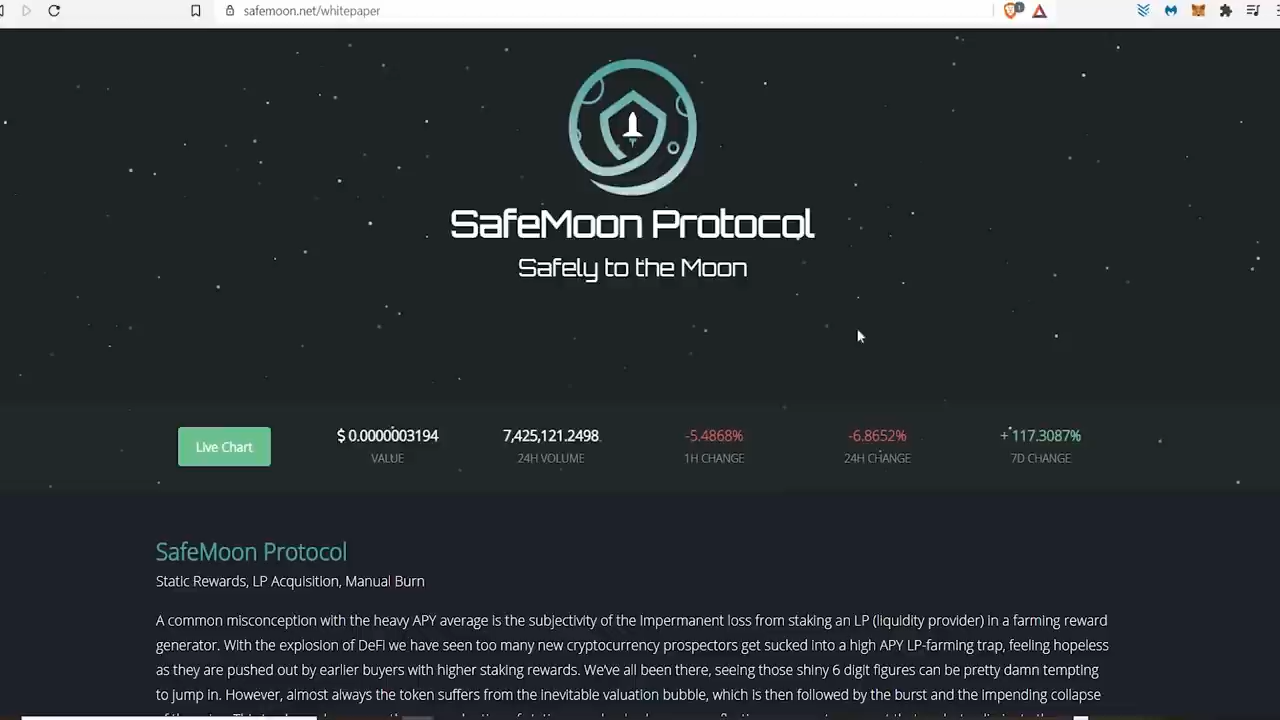 safemoon.net/whitepaper
SafeMoon Protocol
Safely to the Moon
Live Chart
$ 0.0000003194
VALUE
7,425,121.2498
24H VOLUME
-5.4868%
1H CHANGE
-6.8652%
24H CHANGE
+117.3087%
7D CHANGE
SafeMoon Protocol
Static Rewards, LP Acquisition, Manual Burn
A common misconception with the heavy APY average is the subjectivity of the impermanent loss from staking an LP (liquidity provider) in a farming reward
generator. With the explosion of DeFi we have seen too many new cryptocurrency prospectors get sucked into a high APY LP-farming trap, feeling hopeless
as they are pushed out by earlier buyers with higher staking rewards. We've all been there, seeing those shiny 6 digit figures can be pretty damn tempting
to jump in. However, almost always the token suffers from the inevitable valuation bubble, which is then followed by the burst and the impending collapse